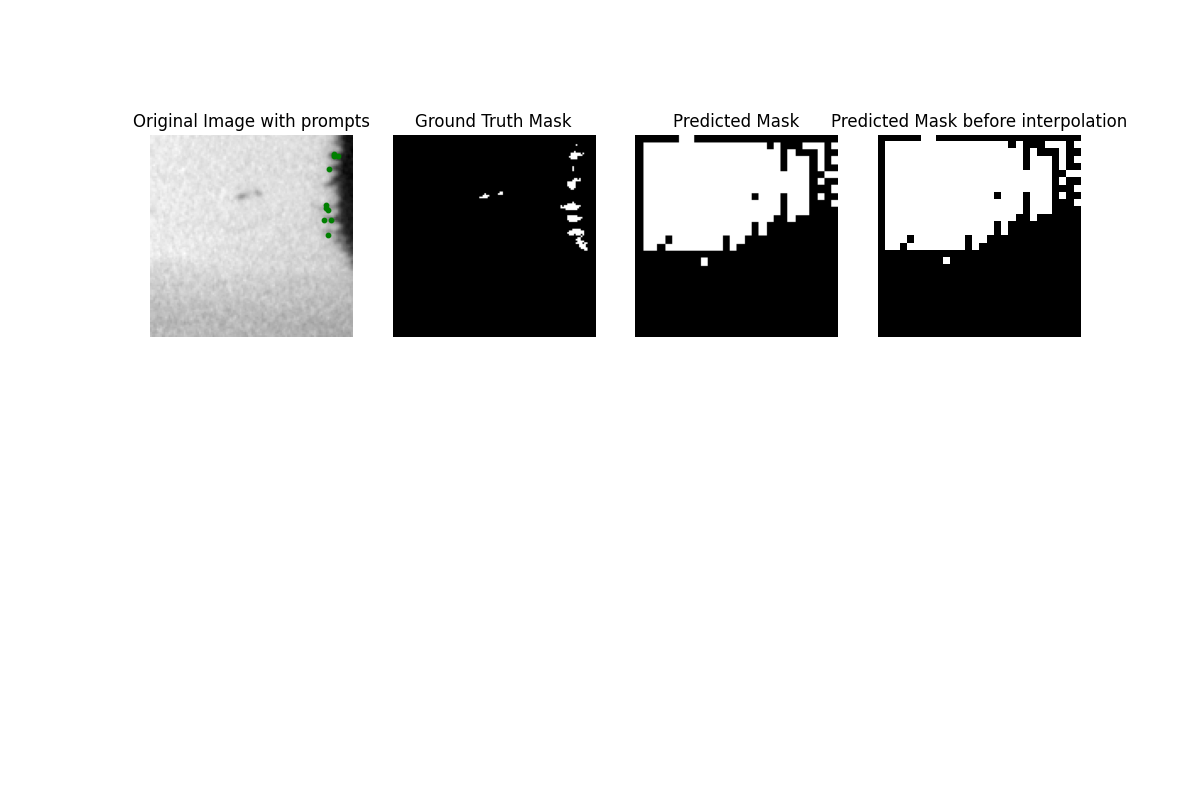 Original Image with prompts
Ground Truth Mask
Predicted Mask
Predicted Mask before interpolation